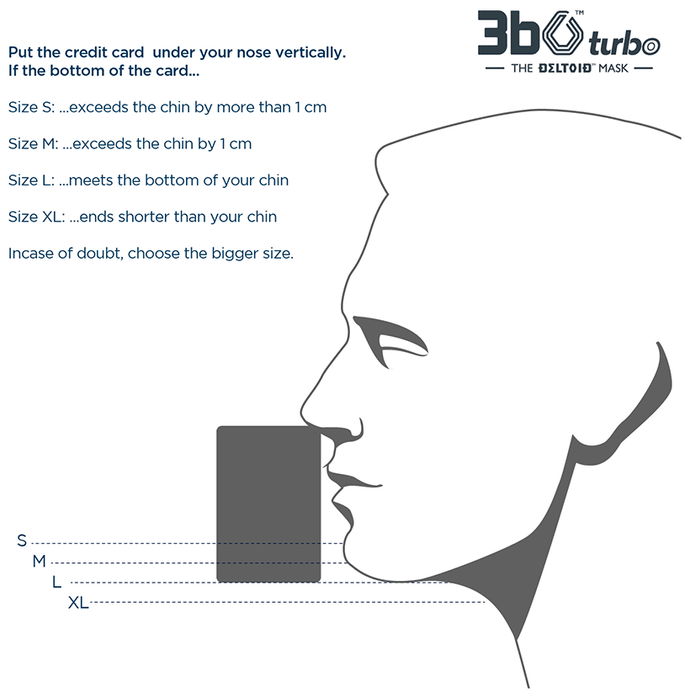 3b6 turbo™
THE DELTOID™ MASK
Put the credit card under your nose vertically.
If the bottom of the card...
Size S: ...exceeds the chin by more than 1 cm
Size M: ...exceeds the chin by 1 cm
Size L: ...meets the bottom of your chin
Size XL: ...ends shorter than your chin
Incase of doubt, choose the bigger size.
S
M
L
XL